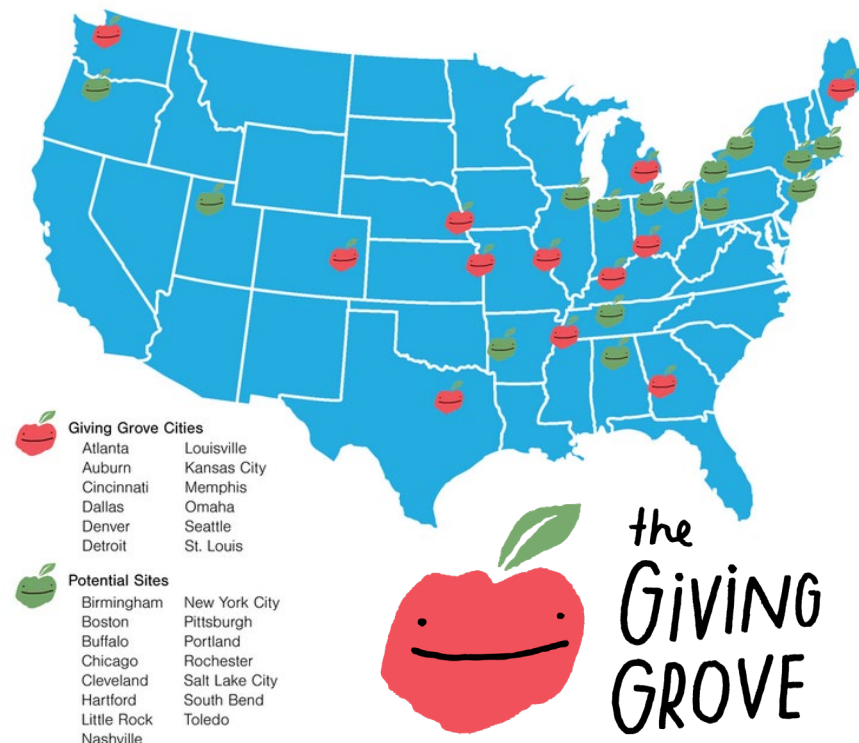 Giving Grove Cities
Atlanta Louisville
Auburn Kansas City
Cincinnati Memphis
Dallas Omaha
Denver Seattle
Detroit St. Louis
Potential Sites
Birmingham New York City
Boston Pittsburgh
Buffalo Portland
Chicago Rochester
Cleveland Salt Lake City
Hartford South Bend
Little Rock Toledo
Nashville
the
GiViNG
GROVE